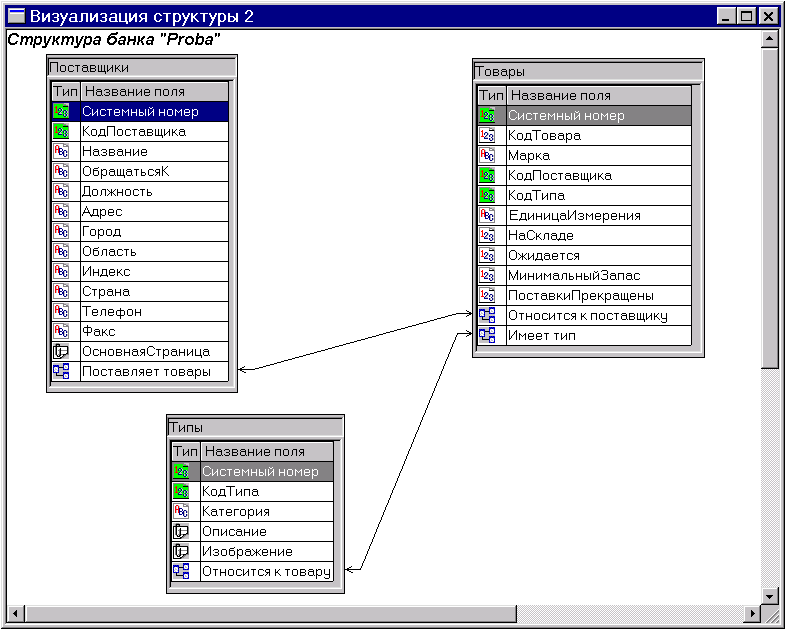 Визуализация структуры 2
Структура банка "Proba"
Поставщики
Тип Название поля
Системный номер
КодПоставщика
Название
ОбращатьсяК
Должность
Адрес
Город
Область
Индекс
Страна
Телефон
Факс
ОсновнаяСтраница
Поставляет товары
Товары
Тип Название поля
Системный номер
КодТовара
Марка
КодПоставщика
КодТипа
ЕдиницаИзмерения
НаСкладе
Ожидается
МинимальныйЗапас
ПоставкиПрекращены
Относится к поставщику
Имеет тип
Типы
Тип Название поля
Системный номер
КодТипа
Категория
Описание
Изображение
Относится к товару